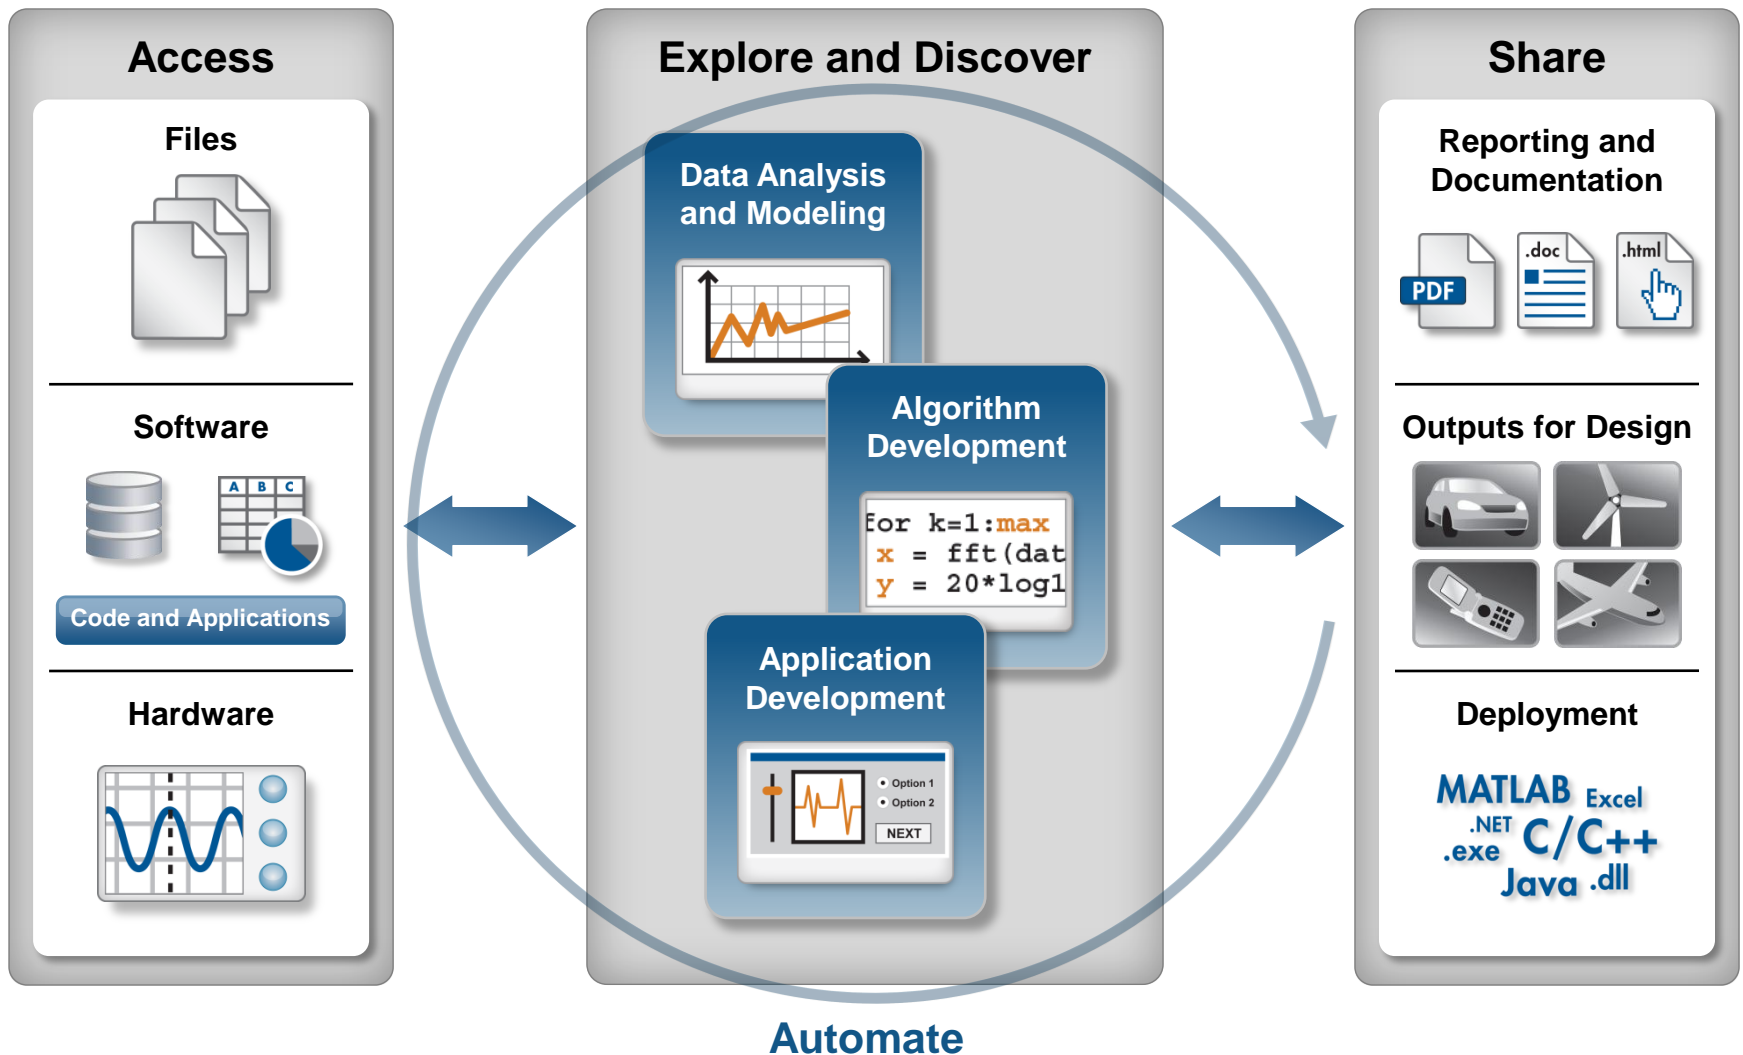 Access
Files
Software
A B C
Code and Applications
Hardware
Explore and Discover
Data Analysis
and Modeling
Algorithm
Development
for k=1:max
x = fft(dat
y = 20*log1
Application
Development
Option 1
Option 2
NEXT
Share
Reporting and
Documentation
PDF
.doc
.html
Outputs for Design
Deployment
MATLAB Excel
.NET C/C++
.exe
Java .dll
Automate